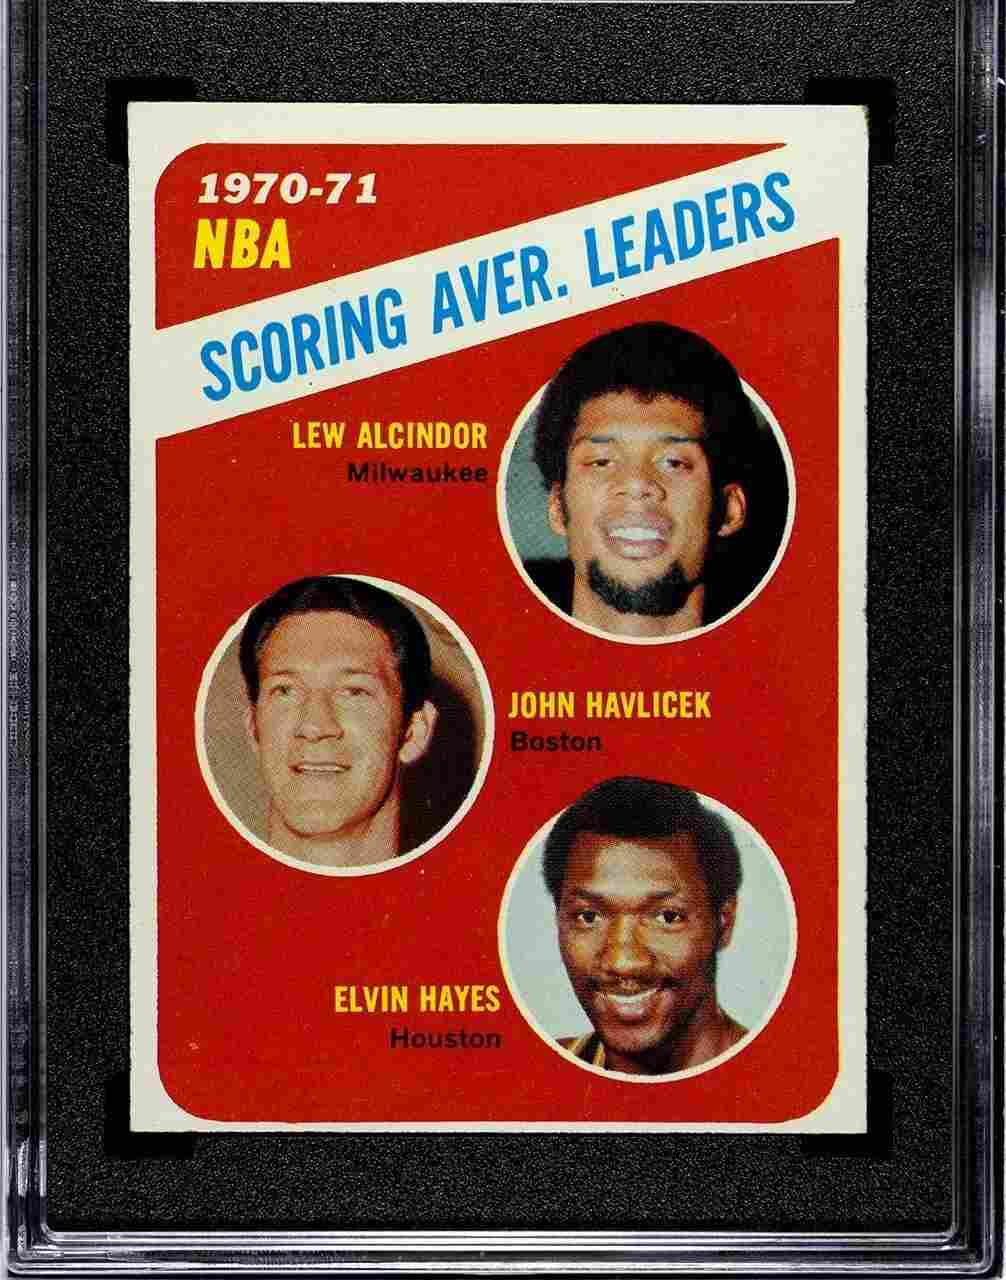 1970-71
NBA
SCORING AVER. LEADERS
LEW ALCINDOR
Milwaukee
JOHN HAVLICEK
Boston
ELVIN HAYES
Houston